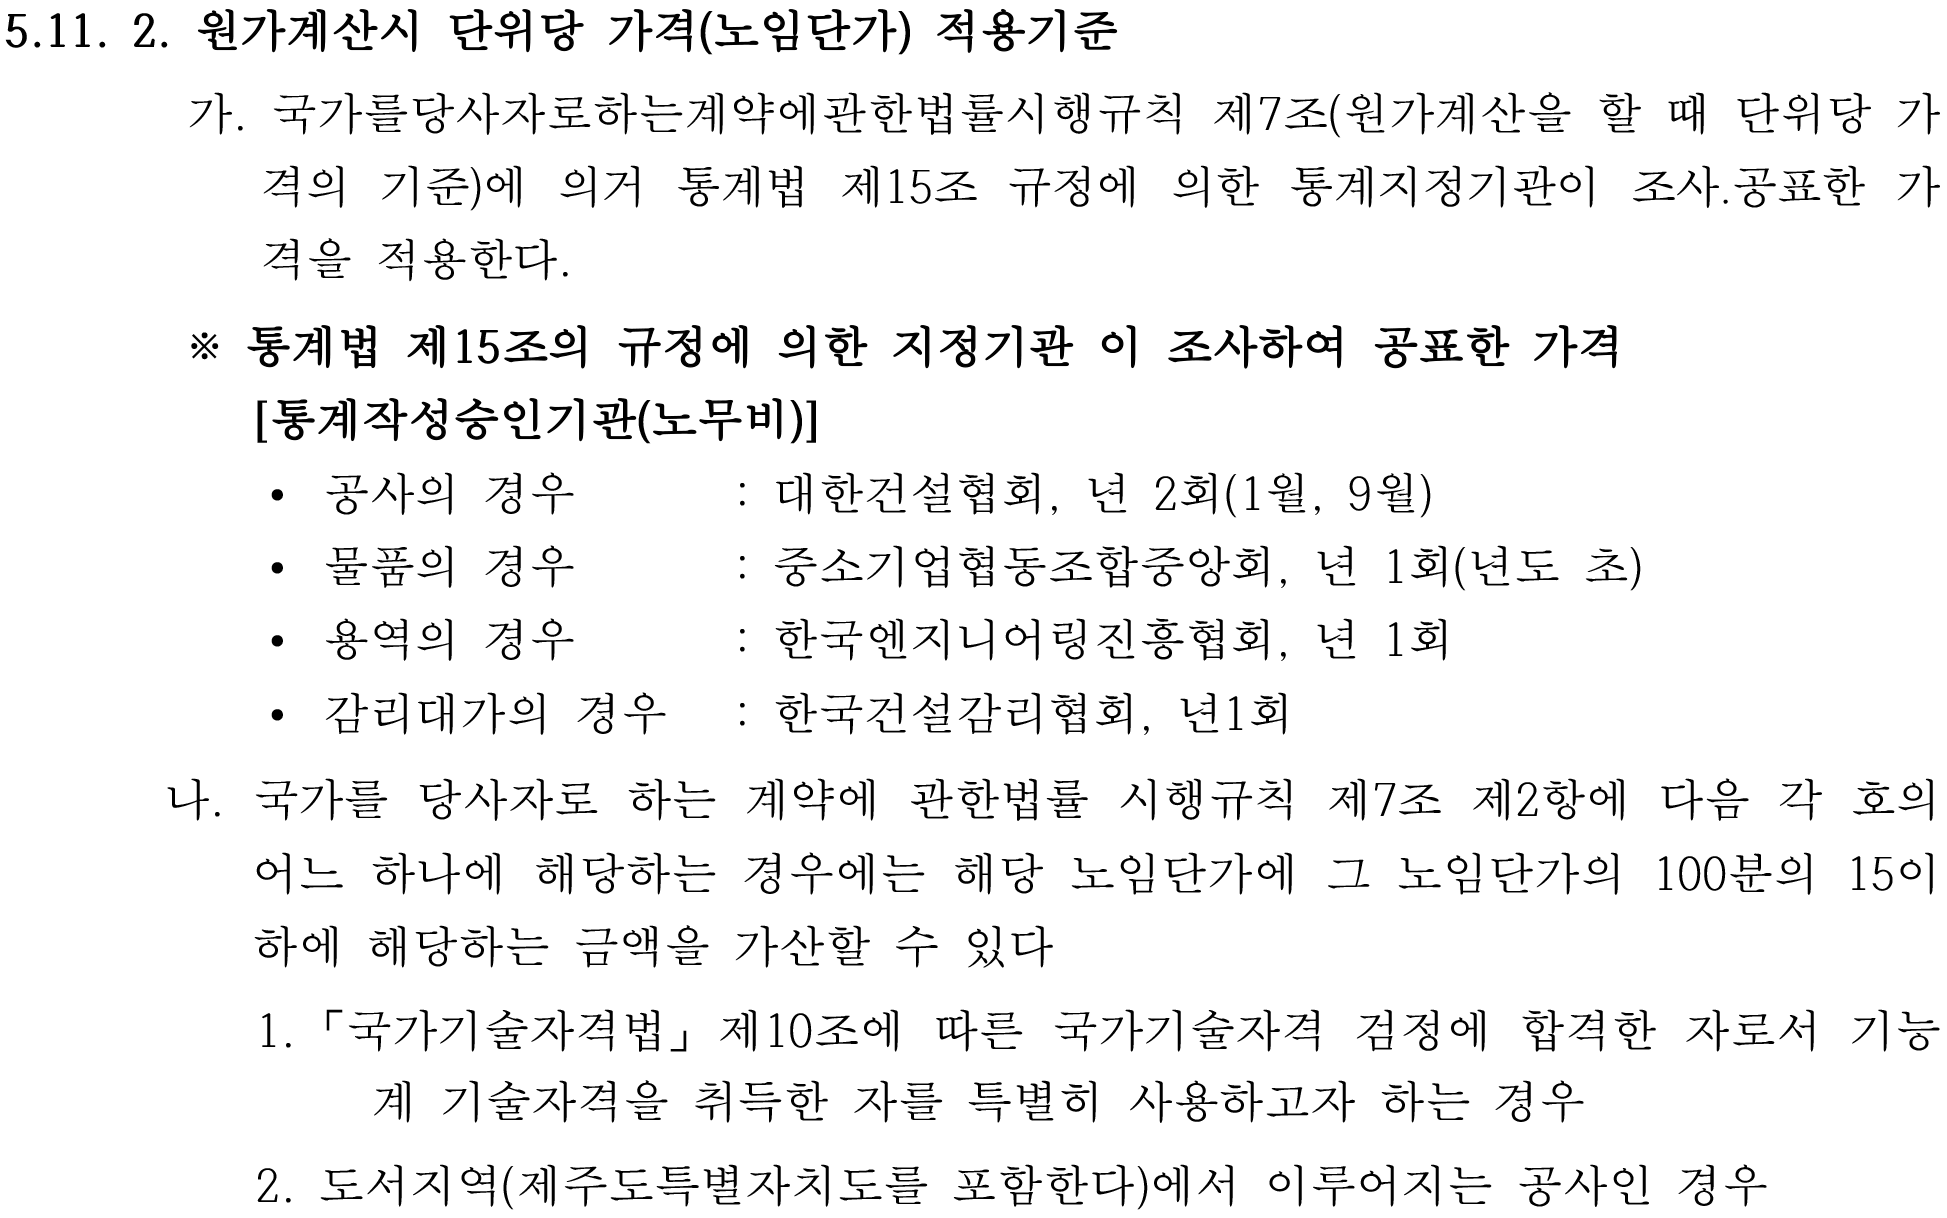 5.11. 2. 원가계산시 단위당 가격(노임단가) 적용기준
가. 국가를당사자로하는계약에관한법률시행규칙 제7조(원가계산을 할 때 단위당 가
격의 기준)에 의거 통계법 제15조 규정에 의한 통계지정기관이 조사.공표한 가
격을 적용한다.
※ 통계법 제15조의 규정에 의한 지정기관 이 조사하여 공표한 가격
[통계작성승인기관(노무비)]
• 공사의 경우 : 대한건설협회, 년 2회(1월, 9월)
• 물품의 경우 : 중소기업협동조합중앙회, 년 1회(년도 초)
• 용역의 경우 : 한국엔지니어링진흥협회, 년 1회
• 감리대가의 경우 : 한국건설감리협회, 년1회
나. 국가를 당사자로 하는 계약에 관한법률 시행규칙 제7조 제2항에 다음 각 호의
어느 하나에 해당하는 경우에는 해당 노임단가에 그 노임단가의 100분의 15이
하에 해당하는 금액을 가산할 수 있다
1.「국가기술자격법」제10조에 따른 국가기술자격 검정에 합격한 자로서 기능
계 기술자격을 취득한 자를 특별히 사용하고자 하는 경우
2. 도서지역(제주도특별자치도를 포함한다)에서 이루어지는 공사인 경우